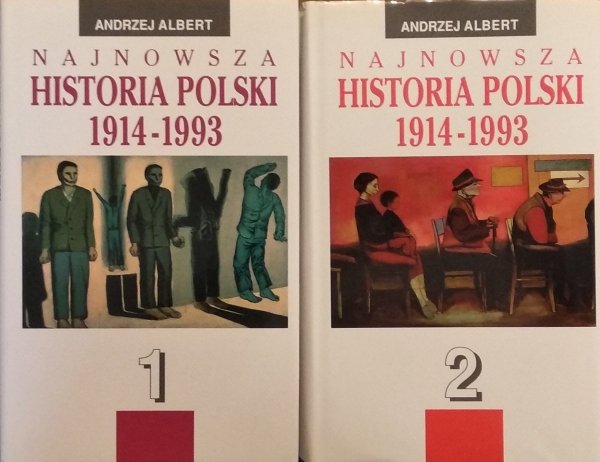 ANDRZEJ ALBERT
NAJNOWSZA
HISTORIA POLSKI
1914-1993
1
ANDRZEJ ALBERT
NAJNOWSZA
HISTORIA POLSKI
1914-1993
2